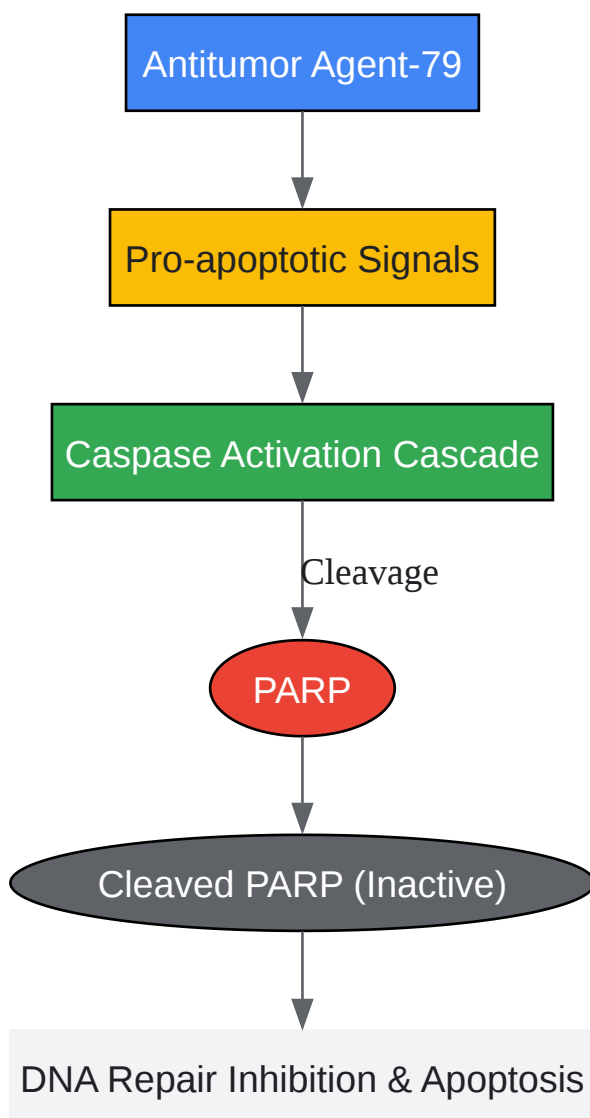 Antitumor Agent-79
Pro-apoptotic Signals
Caspase Activation Cascade
Cleavage
PARP
Cleaved PARP (Inactive)
DNA Repair Inhibition & Apoptosis